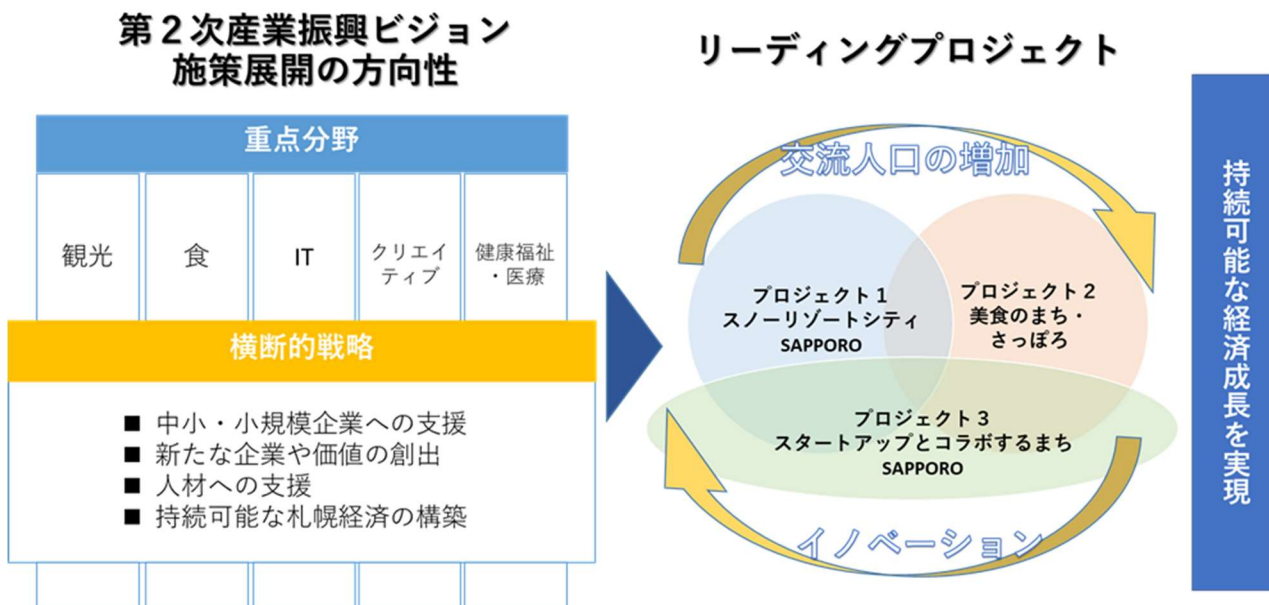 第２次産業振興ビジョン
施策展開の方向性
重点分野
観光
食
IT
クリエイ
ティブ
健康福祉
・医療
横断的戦略
■ 中小・小規模企業への支援
■ 新たな企業や価値の創出
■ 人材への支援
■ 持続可能な札幌経済の構築
リーディングプロジェクト
交流人口の増加
プロジェクト１
スノーリゾートシティ
SAPPORO
プロジェクト２
美食のまち・
さっぽろ
プロジェクト３
スタートアップとコラボするまち
SAPPORO
イノベーション
持続可能な経済成長を実現